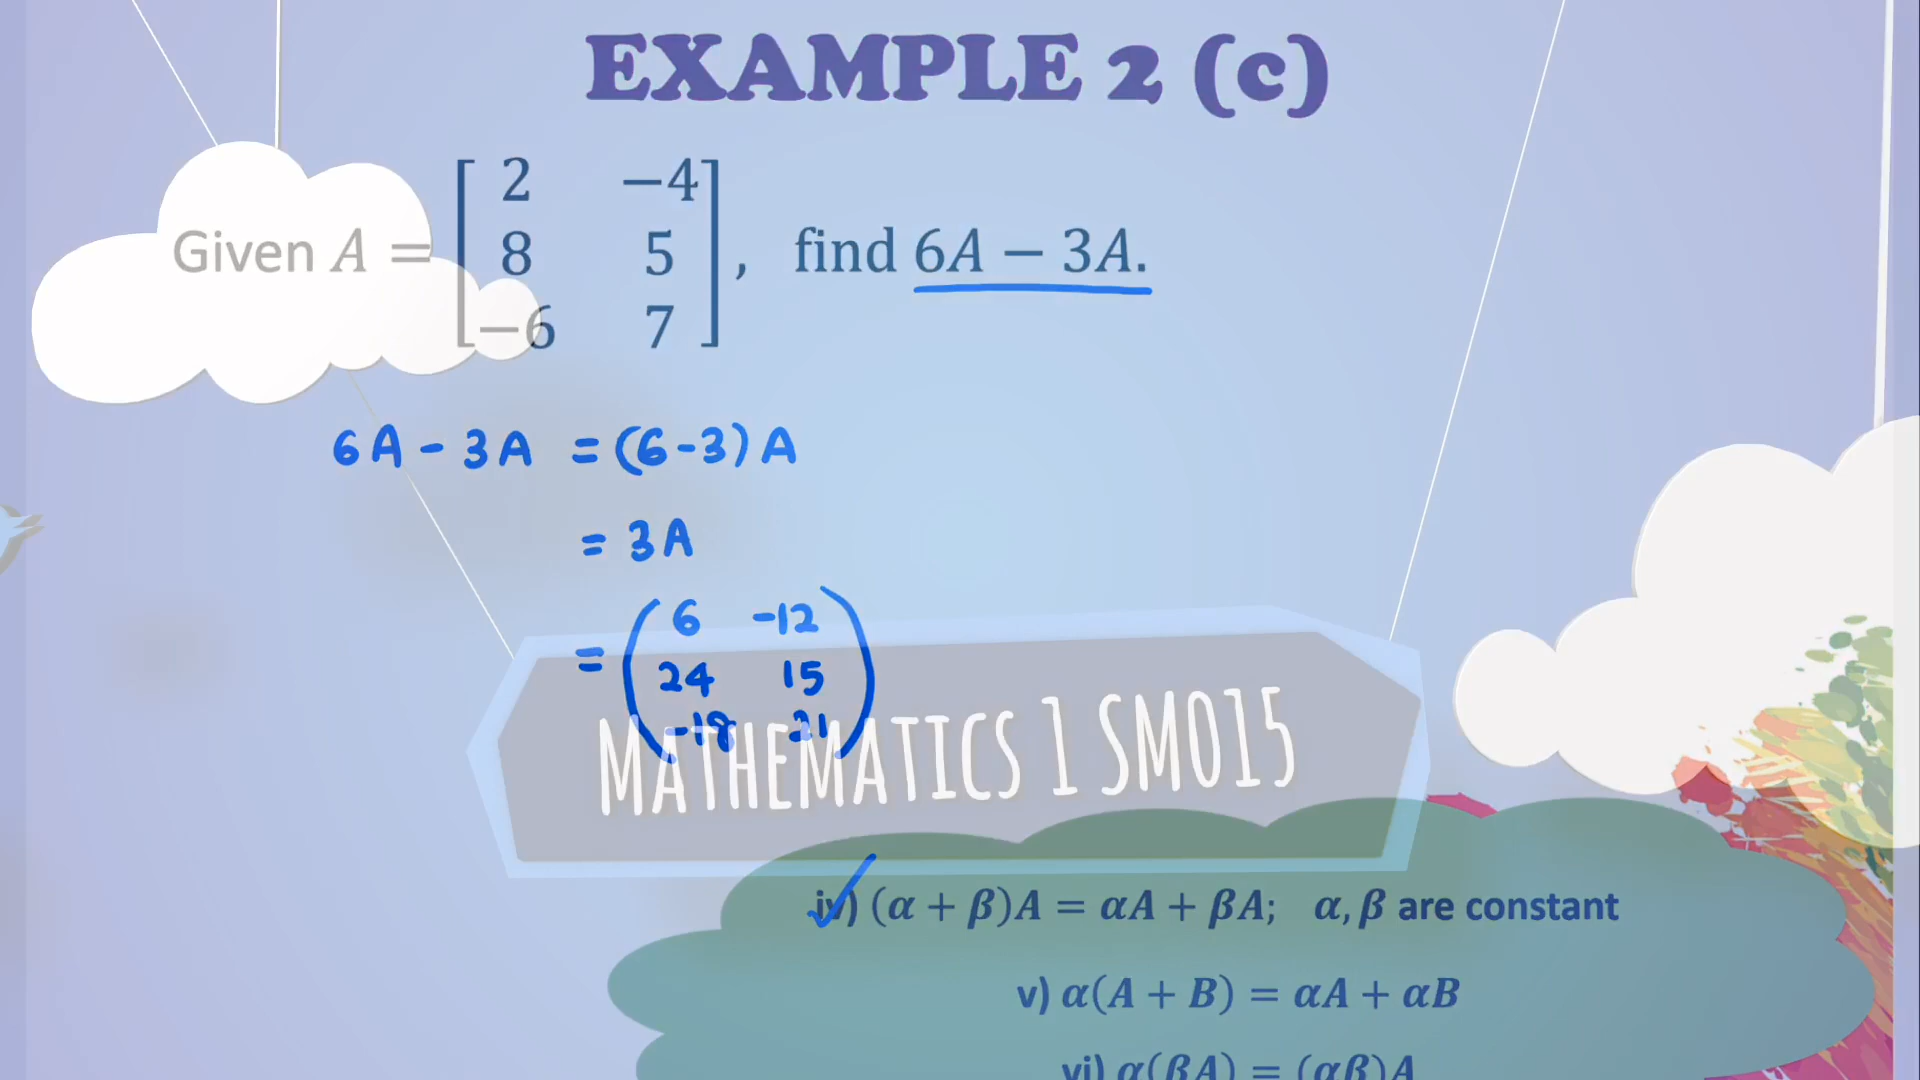 EXAMPLE 2 (c)
Given A = [2 −4
8 5
−6 7], find 6A − 3A.
6A - 3A = (6-3)A
= 3A
= (6 -12
24 15
-18 21)
MATHEMATICS 1 SM015
iv) (α + β)A = αA + βA; α, β are constant
v) α(A + B) = αA + αB
vi) α(βA) = (αβ)A